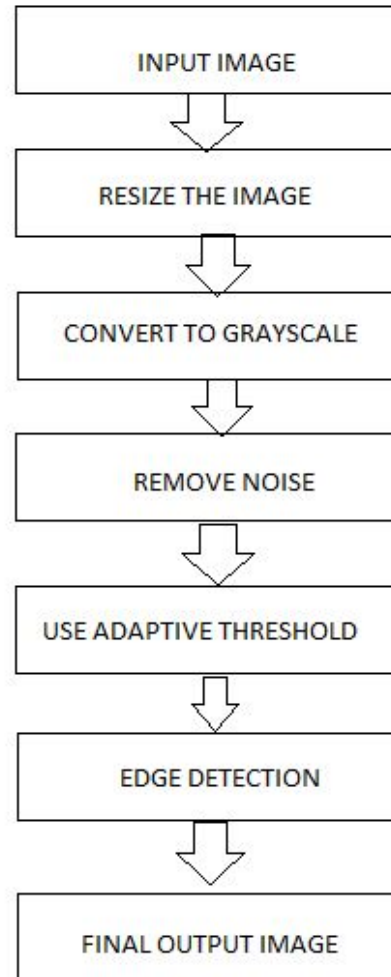 INPUT IMAGE
RESIZE THE IMAGE
CONVERT TO GRAYSCALE
REMOVE NOISE
USE ADAPTIVE THRESHOLD
EDGE DETECTION
FINAL OUTPUT IMAGE